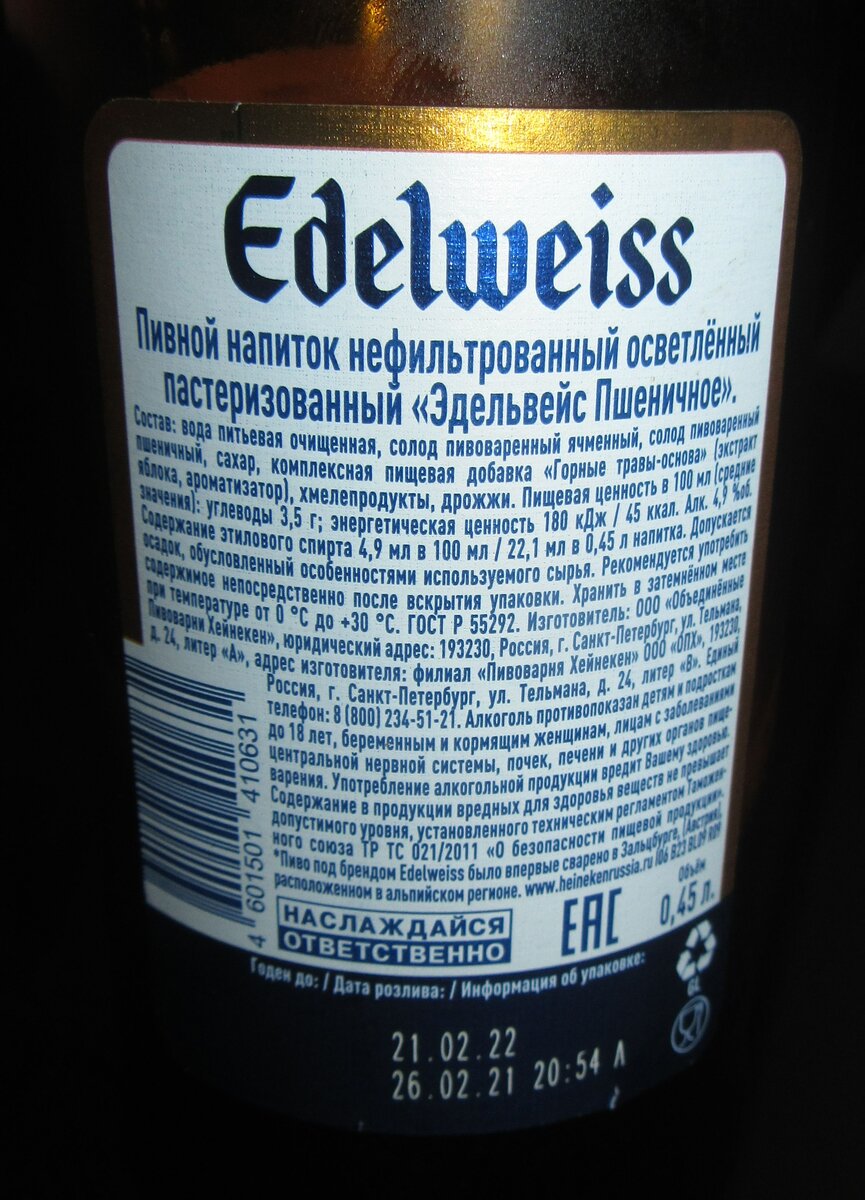 Edelweiss
Пивной напиток нефильтрованный осветлённый
пастеризованный «Эдельвейс Пшеничное».
Состав: вода питьевая очищенная, солод пивоваренный ячменный, солод пивоваренный
пшеничный, сахар, комплексная пищевая добавка «Горные травы-основа» (экстракт
яблока, ароматизатор), хмелепродукты, дрожжи. Пищевая ценность в 100 мл (средние
значения): углеводы 3,5 г; энергетическая ценность 180 кДж / 45 ккал. Алк. 4,9 %об.
Содержание этилового спирта 4,9 мл в 100 мл / 22,1 мл в 0,45 л напитка. Допускается
осадок, обусловленный особенностями используемого сырья. Рекомендуется употребить
содержимое непосредственно после вскрытия упаковки. Хранить в затемнённом месте
при температуре от 0 °C до +30 °C. ГОСТ Р 55292. Изготовитель: ООО «Объединённые
Пивоварни Хейнекен», юридический адрес: 193230, Россия, г. Санкт-Петербург, ул. Тельмана,
д. 24, литер «А», адрес изготовителя: филиал «Пивоварня Хейнекен» ООО «ОПХ», 193230,
Россия, г. Санкт-Петербург, ул. Тельмана, д. 24, литер «В». Единый
телефон: 8 (800) 234-51-21. Алкоголь противопоказан детям и подросткам
до 18 лет, беременным и кормящим женщинам, лицам с заболеваниями
центральной нервной системы, почек, печени и других органов пище-
варения. Употребление алкогольной продукции вредит Вашему здоровью.
Содержание в продукции вредных для здоровья веществ не превышает
допустимого уровня, установленного техническим регламентом Таможен-
ного союза ТР ТС 021/2011 «О безопасности пищевой продукции».
*Пиво под брендом Edelweiss было впервые сварено в Зальцбурге, (Австрия),
расположенном в альпийском регионе. www.heinekenrussia.ru (06 B23 BL09 R09
4 601501 410631
НАСЛАЖДАЙСЯ
ОТВЕТСТВЕННО
EAC
Объём
0,45 л.
GL
Годен до: / Дата розлива: / Информация об упаковке:
21.02.22
26.02.21 20:54 Л